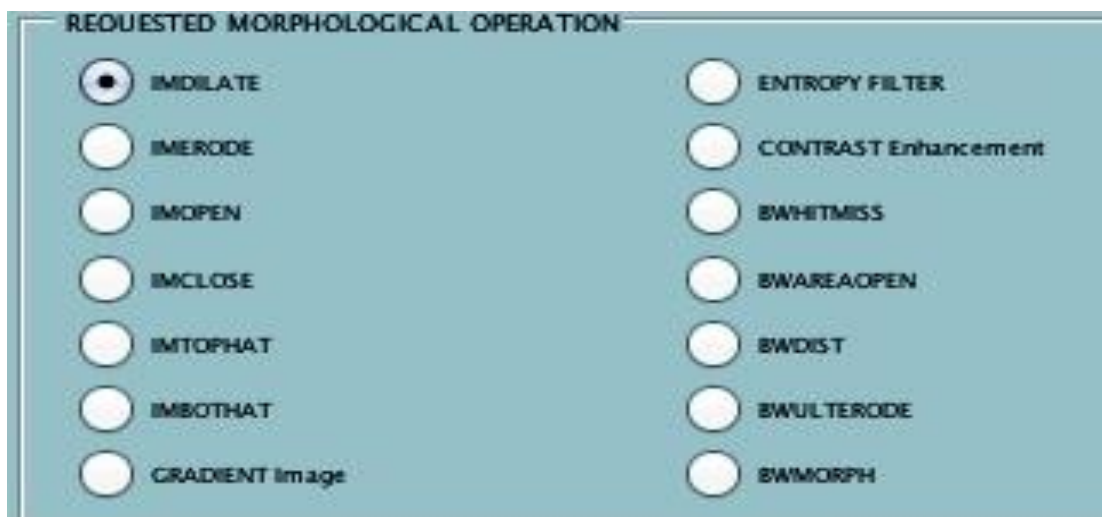 REQUESTED MORPHOLOGICAL OPERATION
IMDILATE
IMERODE
IMOPEN
IMCLOSE
IMTOPHAT
IMBOTHAT
GRADIENT Image
ENTROPY FILTER
CONTRAST Enhancement
BWHITMISS
BWAREAOPEN
BWDIST
BWULTERODE
BWMORPH